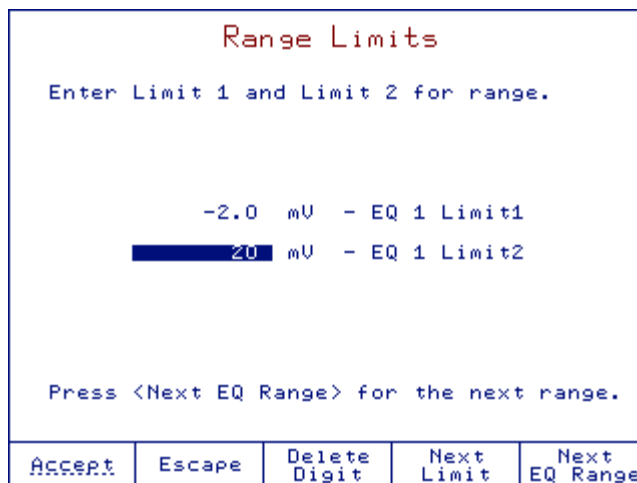 Range Limits
Enter Limit 1 and Limit 2 for range.
-2.0 mV - EQ 1 Limit1
20 mV - EQ 1 Limit2
Press <Next EQ Range> for the next range.
Accept
Escape
Delete
Digit
Next
Limit
Next
EQ Range